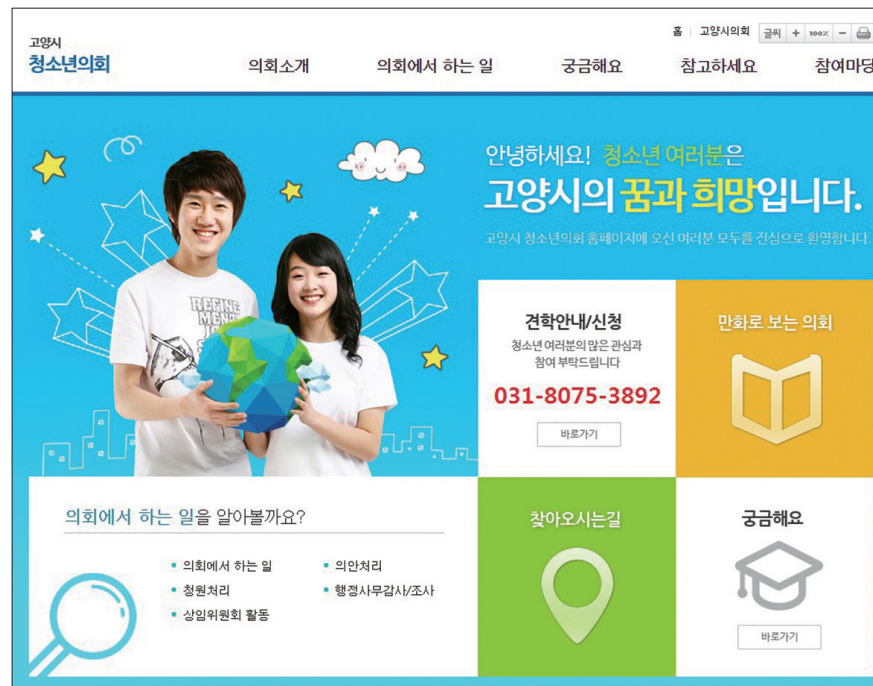 홈 고양시의회 글씨 + 100% -
고양시
청소년의회
의회소개 의회에서 하는 일 궁금해요 참고하세요 참여마당
안녕하세요! 청소년 여러분은
고양시의 꿈과 희망입니다.
고양시 청소년의회 홈페이지에 오신 여러분 모두를 진심으로 환영합니다.
REFINE
MENT
견학안내/신청
청소년 여러분의 많은 관심과
참여 부탁드립니다
031-8075-3892
바로가기
만화로 보는 의회
의회에서 하는 일을 알아볼까요?
의회에서 하는 일
의안처리
청원처리
행정사무감사/조사
상임위원회 활동
찾아오시는길
궁금해요
바로가기